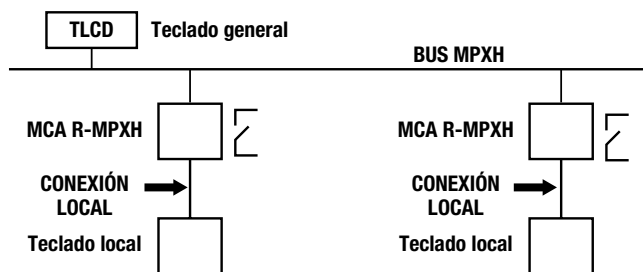 TLCD Teclado general
BUS MPXH
MCA R-MPXH MCA R-MPXH
CONEXIÓN CONEXIÓN
LOCAL LOCAL
Teclado local Teclado local